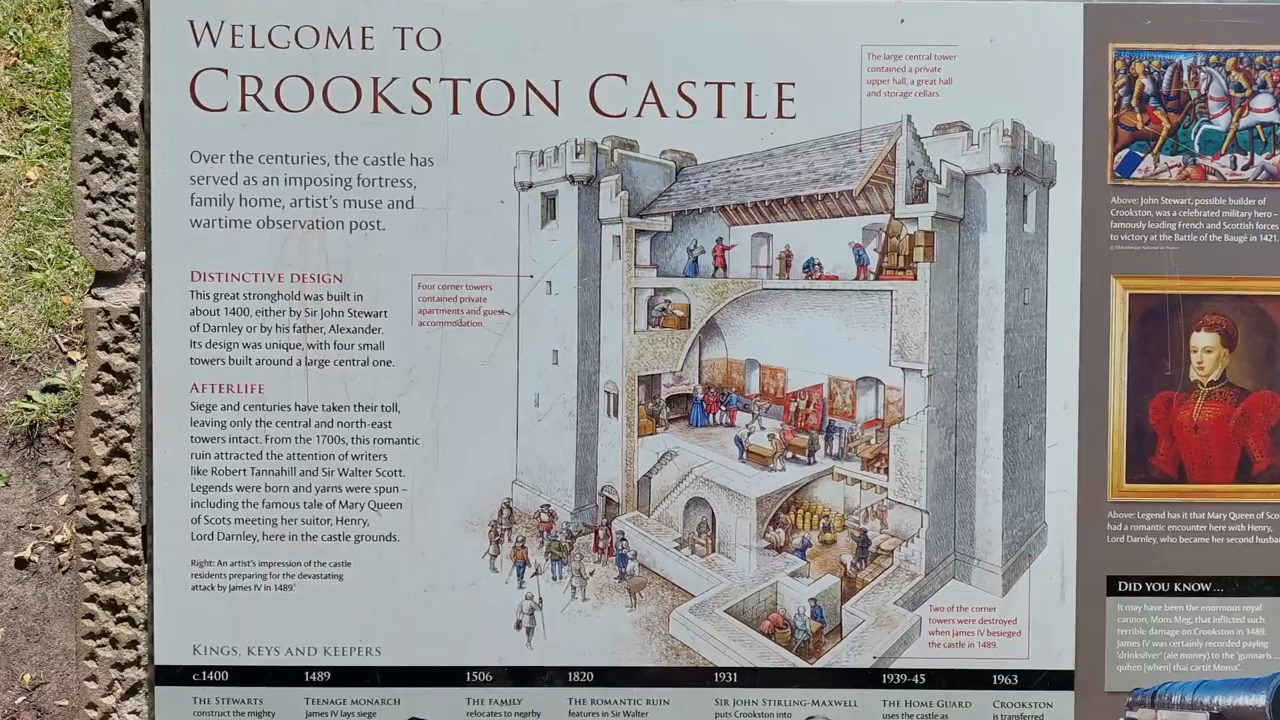 WELCOME TO
CROOKSTON CASTLE
Over the centuries, the castle has
served as an imposing fortress,
family home, artist's muse and
wartime observation post.
DISTINCTIVE DESIGN
This great stronghold was built in
about 1400, either by Sir John Stewart
of Darnley or by his father, Alexander.
Its design was unique, with four small
towers built around a large central one.
AFTERLIFE
Siege and centuries have taken their toll,
leaving only the central and north-east
towers intact. From the 1700s, this romantic
ruin attracted the attention of writers
like Robert Tannahill and Sir Walter Scott.
Legends were born and yarns were spun –
including the famous tale of Mary Queen
of Scots meeting her suitor, Henry,
Lord Darnley, here in the castle grounds.
Right: An artist's impression of the castle
residents preparing for the devastating
attack by James IV in 1489.
The large central tower
contained a private
upper hall, a great hall
and storage cellars.
Four corner towers
contained private
apartments and guest
accommodation.
Two of the corner
towers were destroyed
when James IV besieged
the castle in 1489.
KINGS, KEYS AND KEEPERS
c.1400 1489 1506 1820 1931 1939-45 1963
THE STEWARTS
construct the mighty
TEENAGE MONARCH
James IV lays siege
THE FAMILY
relocates to nearby
THE ROMANTIC RUIN
features in Sir Walter
SIR JOHN STIRLING-MAXWELL
puts Crookston into
THE HOME GUARD
uses the castle as
CROOKSTON
is transferred
Above: John Stewart, possible builder of
Crookston, was a celebrated military hero –
famously leading French and Scottish forces
to victory at the Battle of the Baugé in 1421.
Above: Legend has it that Mary Queen of Sco
had a romantic encounter here with Henry,
Lord Darnley, who became her second husba
DID YOU KNOW...
It may have been the enormous royal
cannon, Mons Meg, that inflicted such
terrible damage on Crookston in 1489.
James IV was certainly recorded paying
'drinksilver' (ale money) to the 'gunnaris ...
quhen [when] thai cartit Monss'.